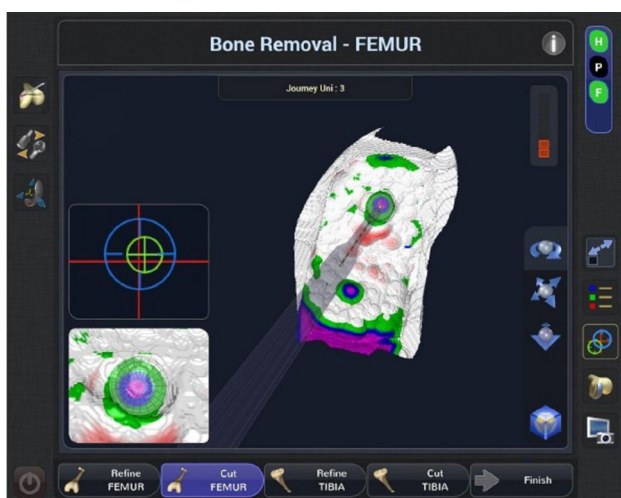 Bone Removal - FEMUR
i
H
Journey Uni : 3
P
F
Refine
FEMUR
Cut
FEMUR
Refine
TIBIA
Cut
TIBIA
Finish